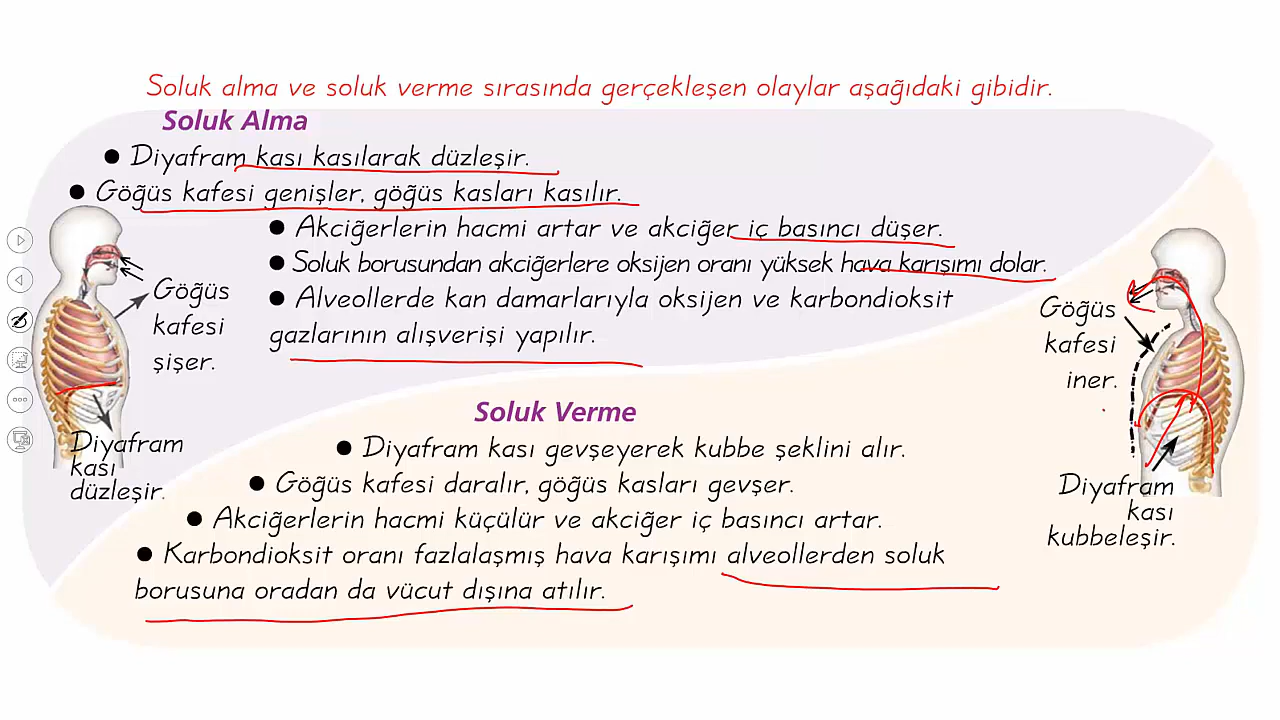 Soluk alma ve soluk verme sırasında gerçekleşen olaylar aşağıdaki gibidir.
Soluk Alma
● Diyafram kası kasılarak düzleşir.
● Göğüs kafesi genişler, göğüs kasları kasılır.
● Akciğerlerin hacmi artar ve akciğer iç basıncı düşer.
● Soluk borusundan akciğerlere oksijen oranı yüksek hava karışımı dolar.
● Alveollerde kan damarlarıyla oksijen ve karbondioksit
gazlarının alışverişi yapılır.
Göğüs
kafesi
şişer.
Diyafram
kası
düzleşir.
Soluk Verme
● Diyafram kası gevşeyerek kubbe şeklini alır.
● Göğüs kafesi daralır, göğüs kasları gevşer.
● Akciğerlerin hacmi küçülür ve akciğer iç basıncı artar.
● Karbondioksit oranı fazlalaşmış hava karışımı alveollerden soluk
borusuna oradan da vücut dışına atılır.
Göğüs
kafesi
iner.
Diyafram
kası
kubbeleşir.